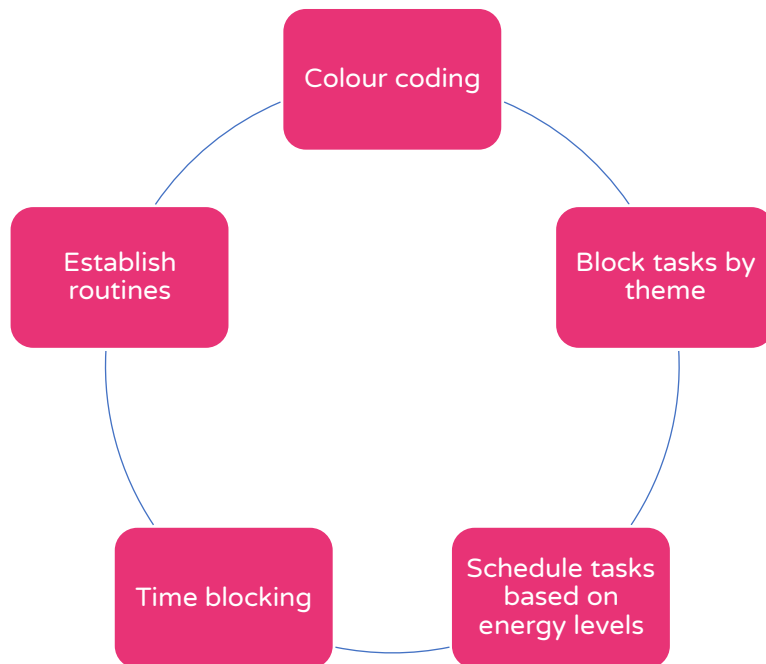 Colour coding
Block tasks by
theme
Schedule tasks
based on
energy levels
Time blocking
Establish
routines